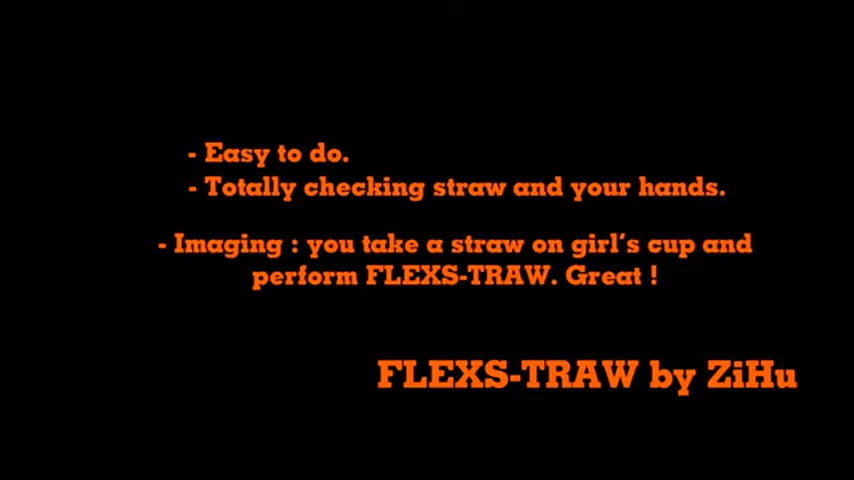 - Easy to do.
- Totally checking straw and your hands.
- Imaging : you take a straw on girl's cup and
perform FLEXS-TRAW. Great !
FLEXS-TRAW by ZiHu